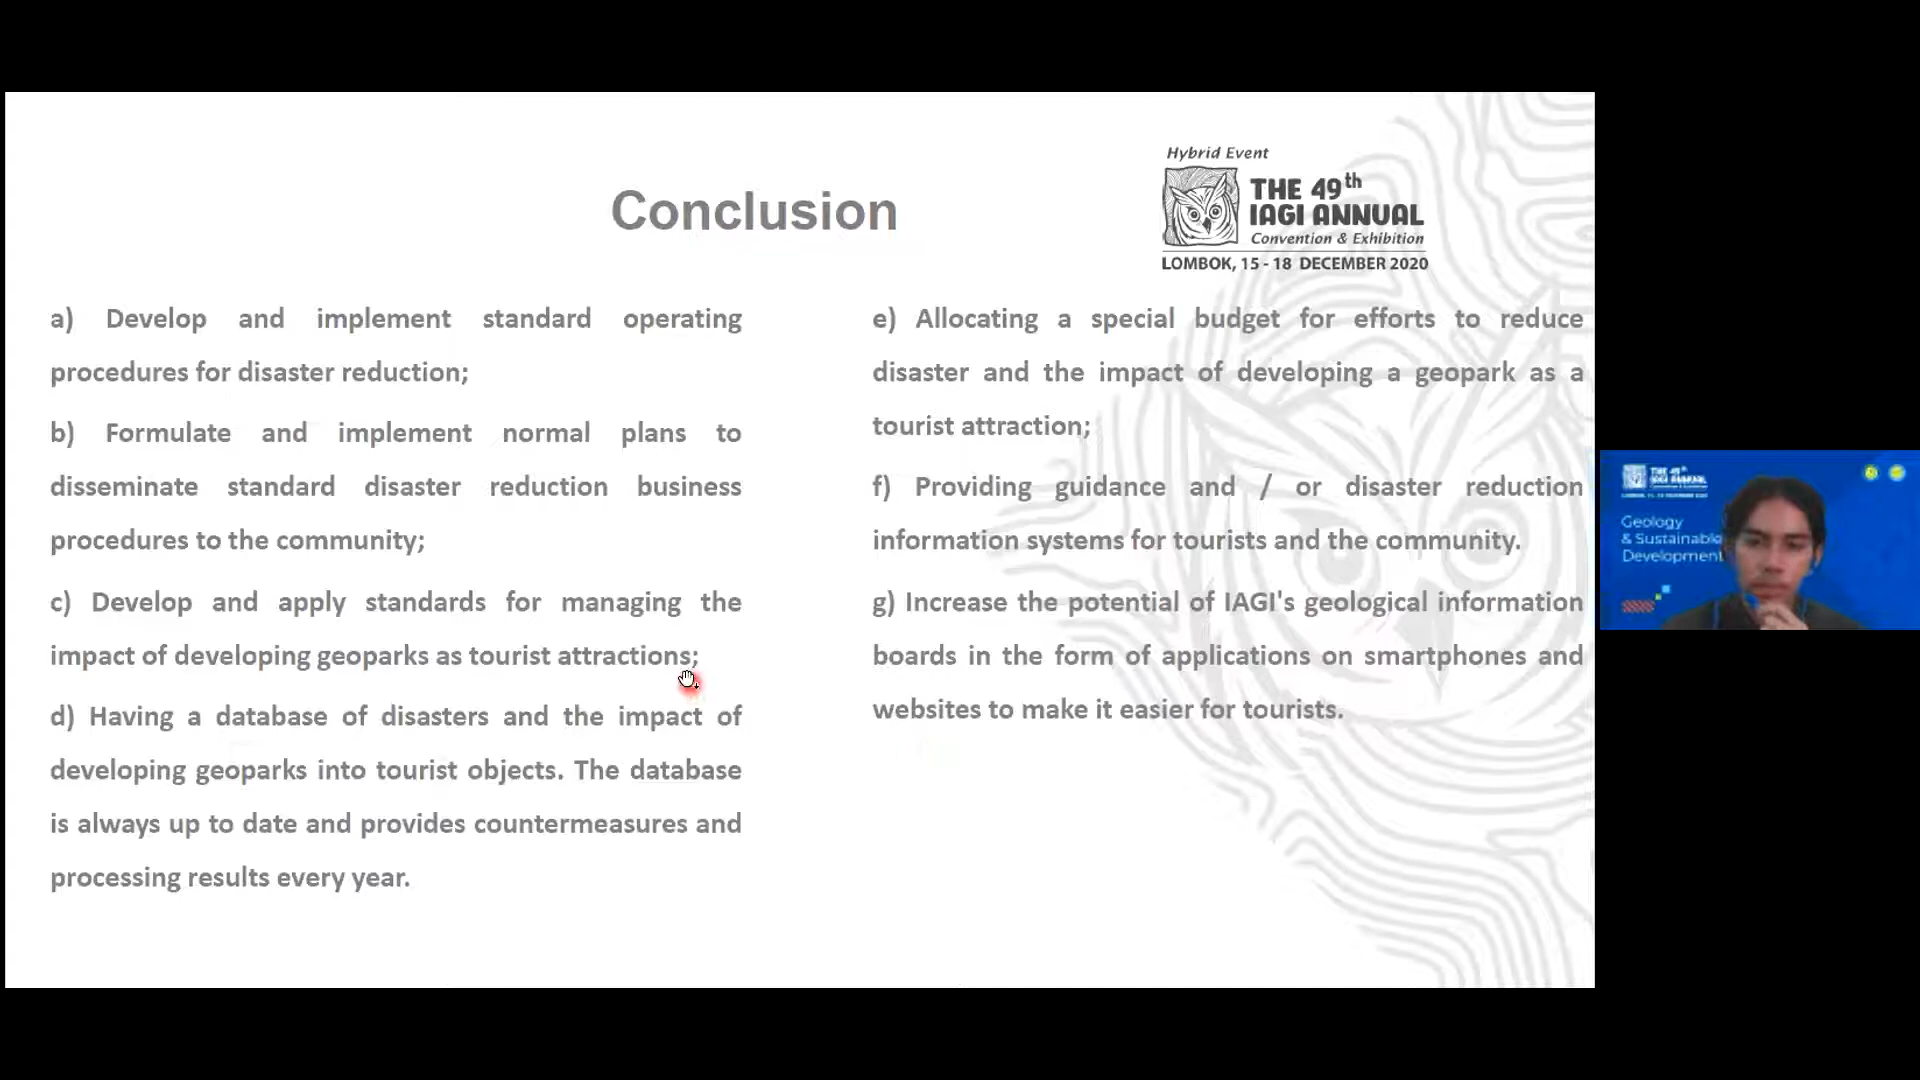 Hybrid Event
THE 49th
IAGI ANNUAL
Convention & Exhibition
LOMBOK, 15 - 18 DECEMBER 2020
Conclusion
a) Develop and implement standard operating
procedures for disaster reduction;
b) Formulate and implement normal plans to
disseminate standard disaster reduction business
procedures to the community;
c) Develop and apply standards for managing the
impact of developing geoparks as tourist attractions;
d) Having a database of disasters and the impact of
developing geoparks into tourist objects. The database
is always up to date and provides countermeasures and
processing results every year.
e) Allocating a special budget for efforts to reduce
disaster and the impact of developing a geopark as a
tourist attraction;
f) Providing guidance and / or disaster reduction
information systems for tourists and the community.
g) Increase the potential of IAGI's geological information
boards in the form of applications on smartphones and
websites to make it easier for tourists.
THE 49th
IAGI ANNUAL
Geology
& Sustainable
Development